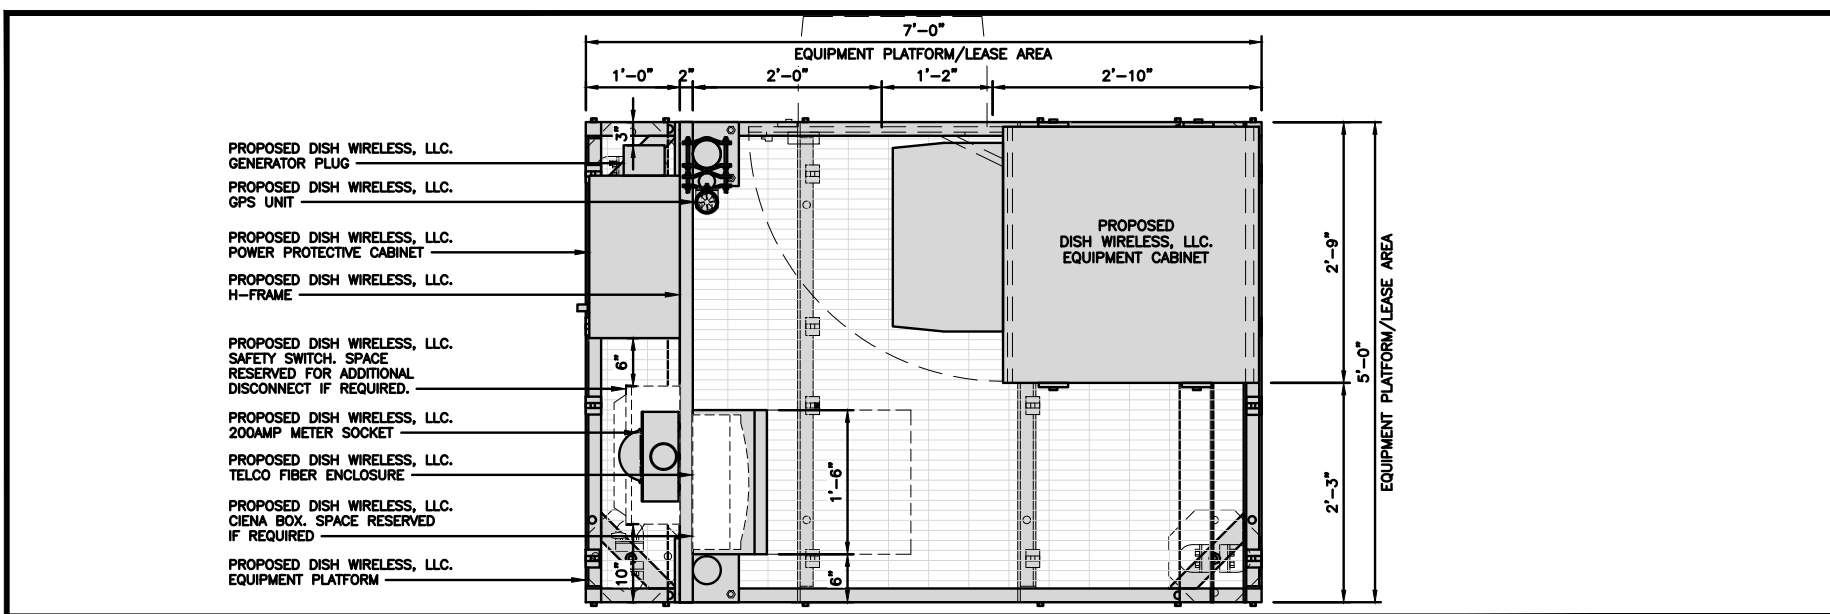 7'-0"
EQUIPMENT PLATFORM/LEASE AREA
1'-0"
2"
2'-0"
1'-2"
2'-10"
3"
PROPOSED DISH WIRELESS, LLC.
GENERATOR PLUG
PROPOSED DISH WIRELESS, LLC.
GPS UNIT
PROPOSED DISH WIRELESS, LLC.
POWER PROTECTIVE CABINET
PROPOSED DISH WIRELESS, LLC.
H-FRAME
PROPOSED DISH WIRELESS, LLC.
SAFETY SWITCH. SPACE
RESERVED FOR ADDITIONAL
DISCONNECT IF REQUIRED.
PROPOSED DISH WIRELESS, LLC.
200AMP METER SOCKET
PROPOSED DISH WIRELESS, LLC.
TELCO FIBER ENCLOSURE
PROPOSED DISH WIRELESS, LLC.
CIENA BOX. SPACE RESERVED
IF REQUIRED
PROPOSED DISH WIRELESS, LLC.
EQUIPMENT PLATFORM
6"
10"
1'-6"
6"
PROPOSED
DISH WIRELESS, LLC.
EQUIPMENT CABINET
2'-9"
2'-3"
5'-0"
EQUIPMENT PLATFORM/LEASE AREA